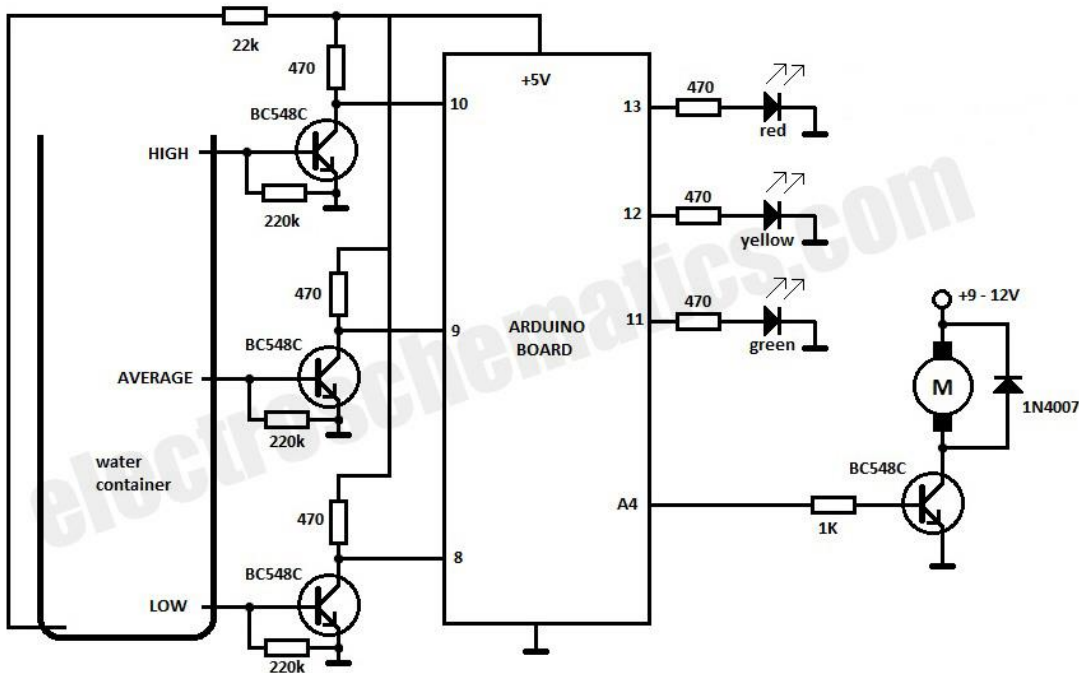 22k
470
+5V
BC548C
10
HIGH
220k
13
470
red
12
470
yellow
11
470
green
470
BC548C
9
AVERAGE
220k
ARDUINO
BOARD
+9 - 12V
M
1N4007
water
container
470
BC548C
8
LOW
220k
A4
1K
BC548C
electroschematics.com